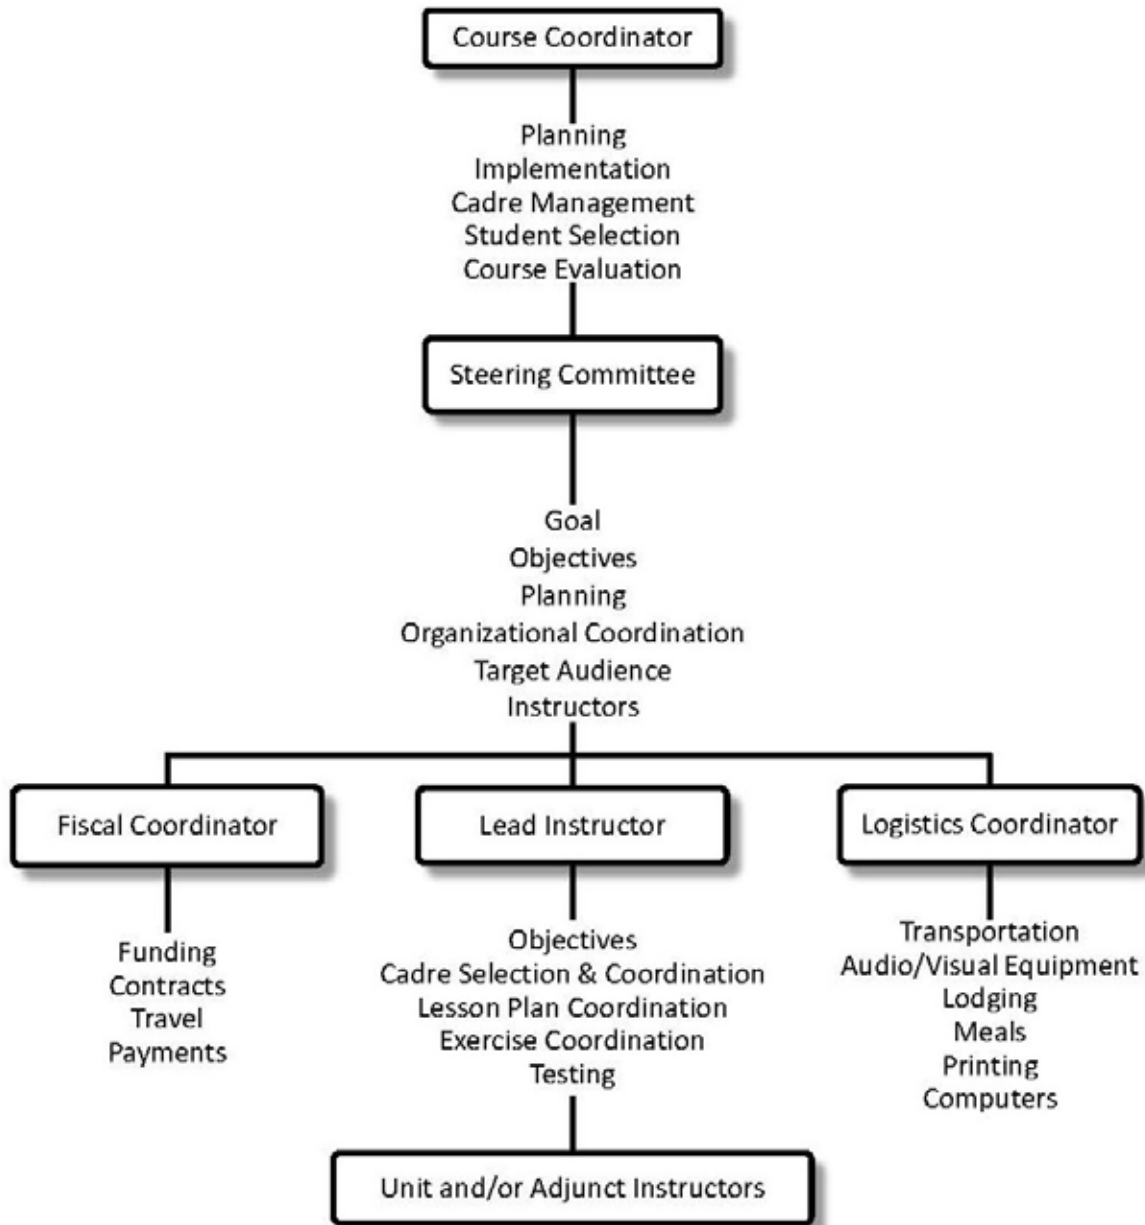 Course Coordinator
Planning
Implementation
Cadre Management
Student Selection
Course Evaluation
Steering Committee
Goal
Objectives
Planning
Organizational Coordination
Target Audience
Instructors
Fiscal Coordinator
Funding
Contracts
Travel
Payments
Lead Instructor
Objectives
Cadre Selection & Coordination
Lesson Plan Coordination
Exercise Coordination
Testing
Logistics Coordinator
Transportation
Audio/Visual Equipment
Lodging
Meals
Printing
Computers
Unit and/or Adjunct Instructors